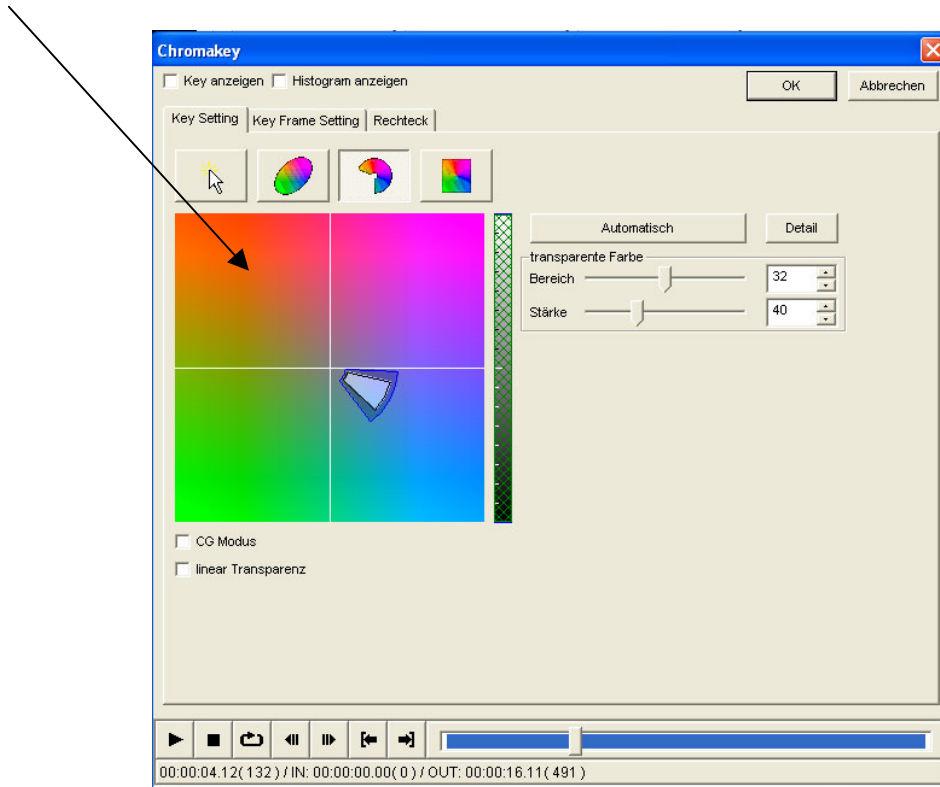 Chromakey
Key anzeigen Histogram anzeigen
OK Abbrechen
Key Setting Key Frame Setting Rechteck
Automatisch Detail
transparente Farbe
Bereich 32
Stärke 40
CG Modus
linear Transparenz
00:00:04.12( 132 ) / IN: 00:00:00.00( 0 ) / OUT: 00:00:16.11( 491 )